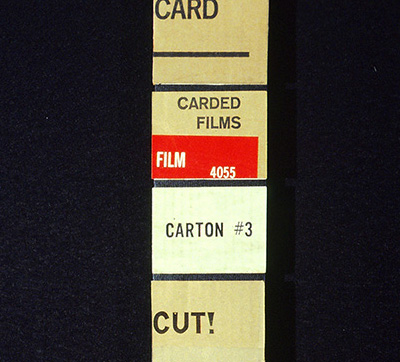 CARD
CARDED
FILMS
FILM 4055
CARTON #3
CUT!